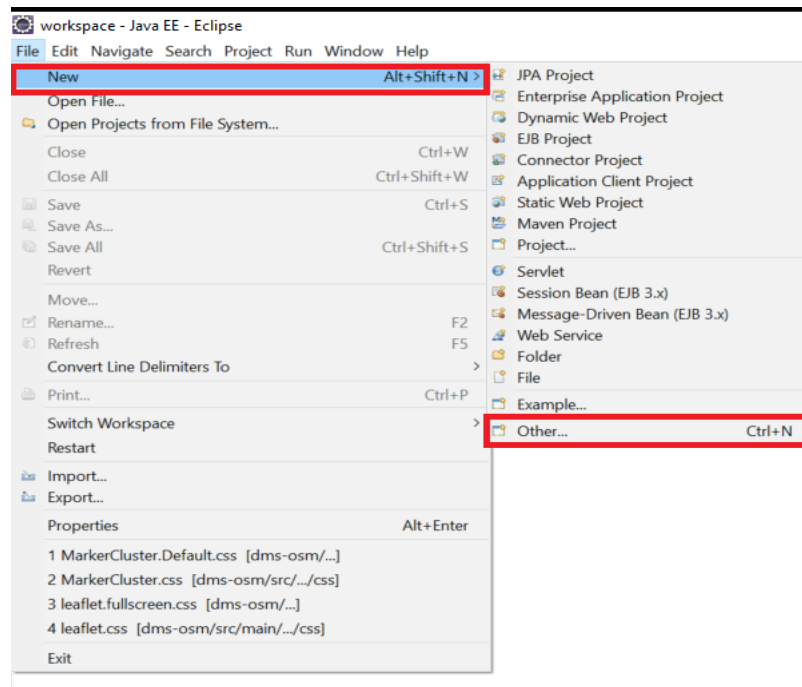 workspace - Java EE - Eclipse
File Edit Navigate Search Project Run Window Help
New Alt+Shift+N >
Open File...
Open Projects from File System...
Close Ctrl+W
Close All Ctrl+Shift+W
Save Ctrl+S
Save As...
Save All Ctrl+Shift+S
Revert
Move...
Rename... F2
Refresh F5
Convert Line Delimiters To >
Print... Ctrl+P
Switch Workspace >
Restart
Import...
Export...
Properties Alt+Enter
1 MarkerCluster.Default.css [dms-osm/...]
2 MarkerCluster.css [dms-osm/src/.../css]
3 leaflet.fullscreen.css [dms-osm/...]
4 leaflet.css [dms-osm/src/main/.../css]
Exit
JPA Project
Enterprise Application Project
Dynamic Web Project
EJB Project
Connector Project
Application Client Project
Static Web Project
Maven Project
Project...
Servlet
Session Bean (EJB 3.x)
Message-Driven Bean (EJB 3.x)
Web Service
Folder
File
Example...
Other... Ctrl+N